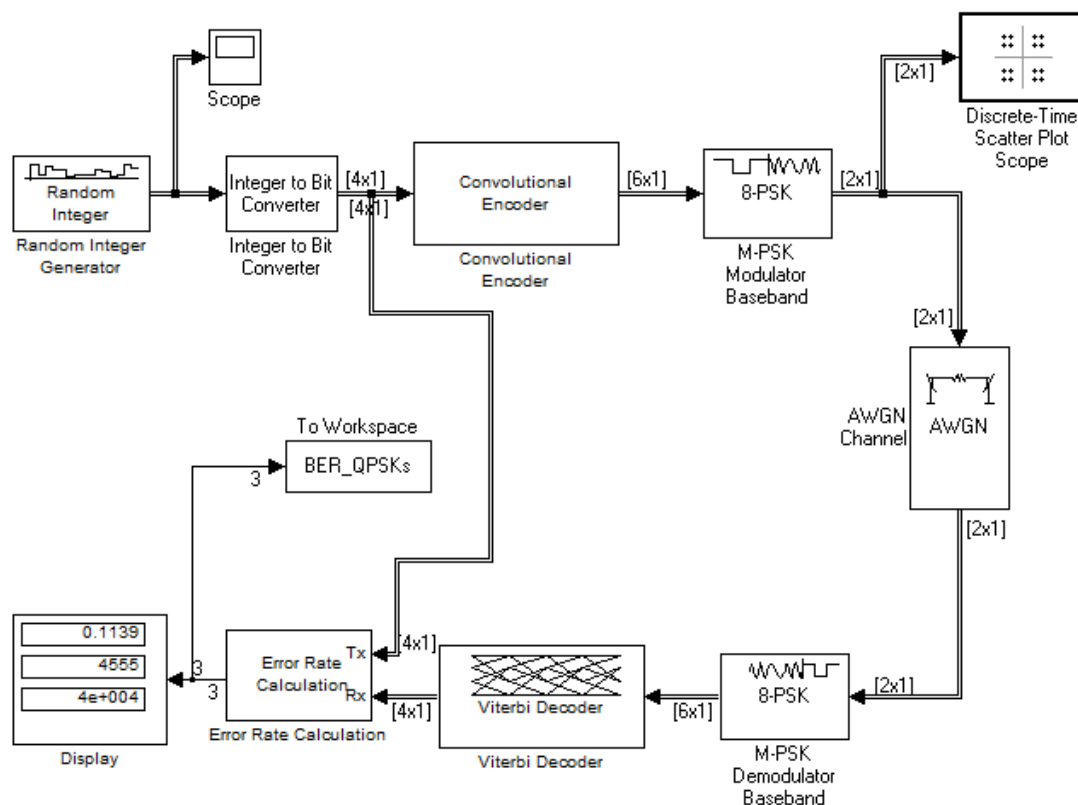 Scope
[2x1]
Discrete-Time
Scatter Plot
Scope
Random
Integer
Random Integer
Generator
Integer to Bit
Converter
Integer to Bit
Converter
[4x1]
[4x1]
Convolutional
Encoder
Convolutional
Encoder
[6x1]
8-PSK
M-PSK
Modulator
Baseband
[2x1]
[2x1]
AWGN
Channel
AWGN
[2x1]
To Workspace
BER_QPSKs
3
0.1139
4555
4e+004
Display
3
3
Error Rate
Calculation
Tx
Rx
Error Rate Calculation
[4x1]
[4x1]
Viterbi Decoder
Viterbi Decoder
[6x1]
8-PSK
M-PSK
Demodulator
Baseband
[2x1]